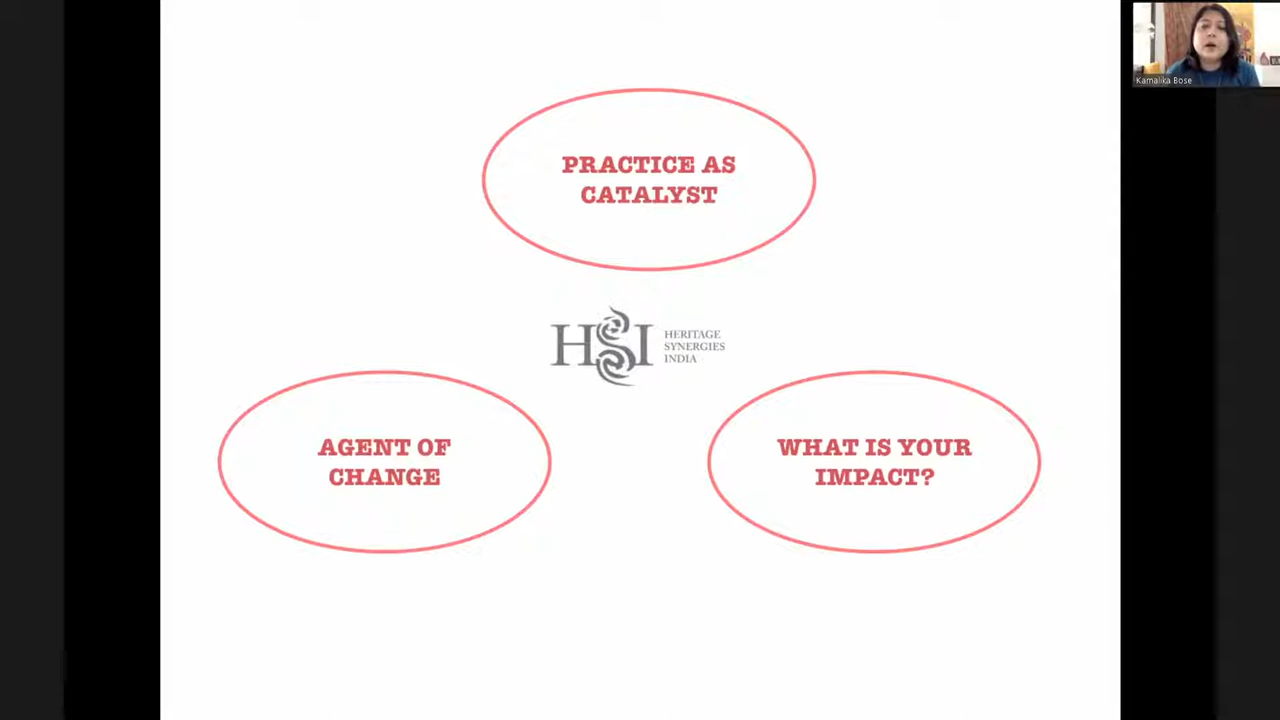 Kamalika Bose
PRACTICE AS
CATALYST
HSI
HERITAGE
SYNERGIES
INDIA
AGENT OF
CHANGE
WHAT IS YOUR
IMPACT?